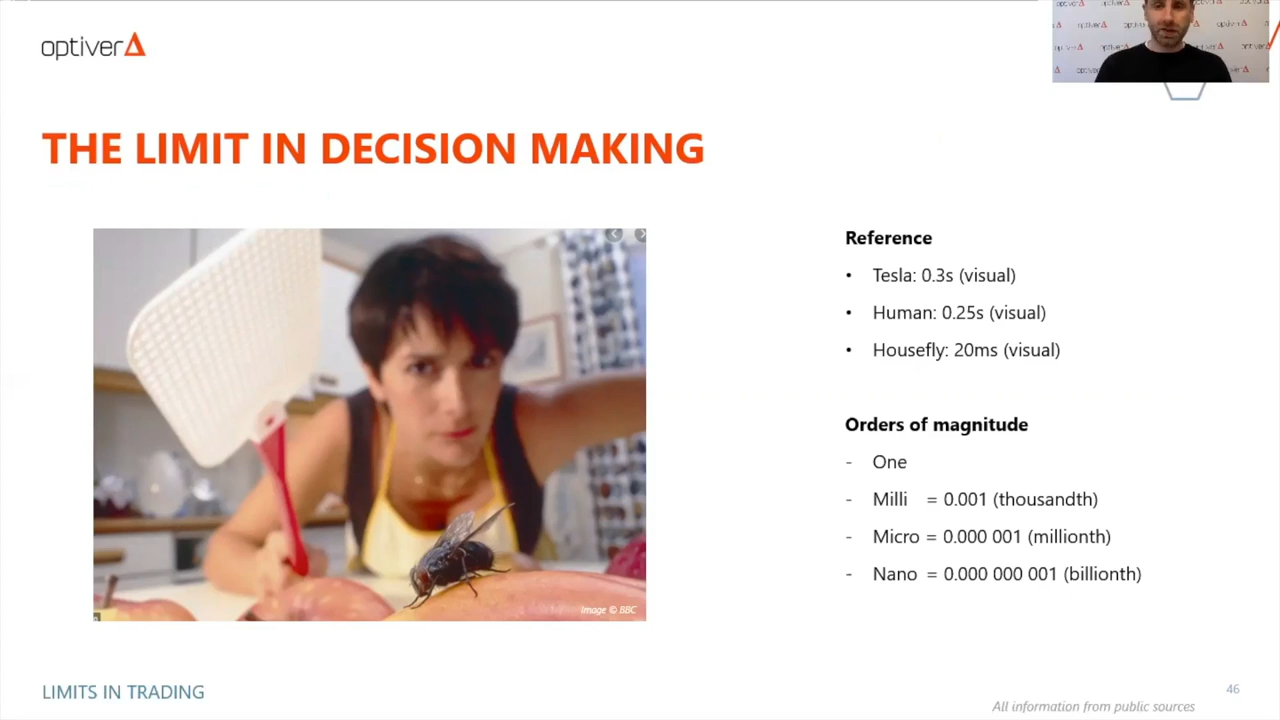 optiver
THE LIMIT IN DECISION MAKING
Reference
• Tesla: 0.3s (visual)
• Human: 0.25s (visual)
• Housefly: 20ms (visual)
Orders of magnitude
- One
- Milli = 0.001 (thousandth)
- Micro = 0.000 001 (millionth)
- Nano = 0.000 000 001 (billionth)
Image © BBC
LIMITS IN TRADING
46
All information from public sources